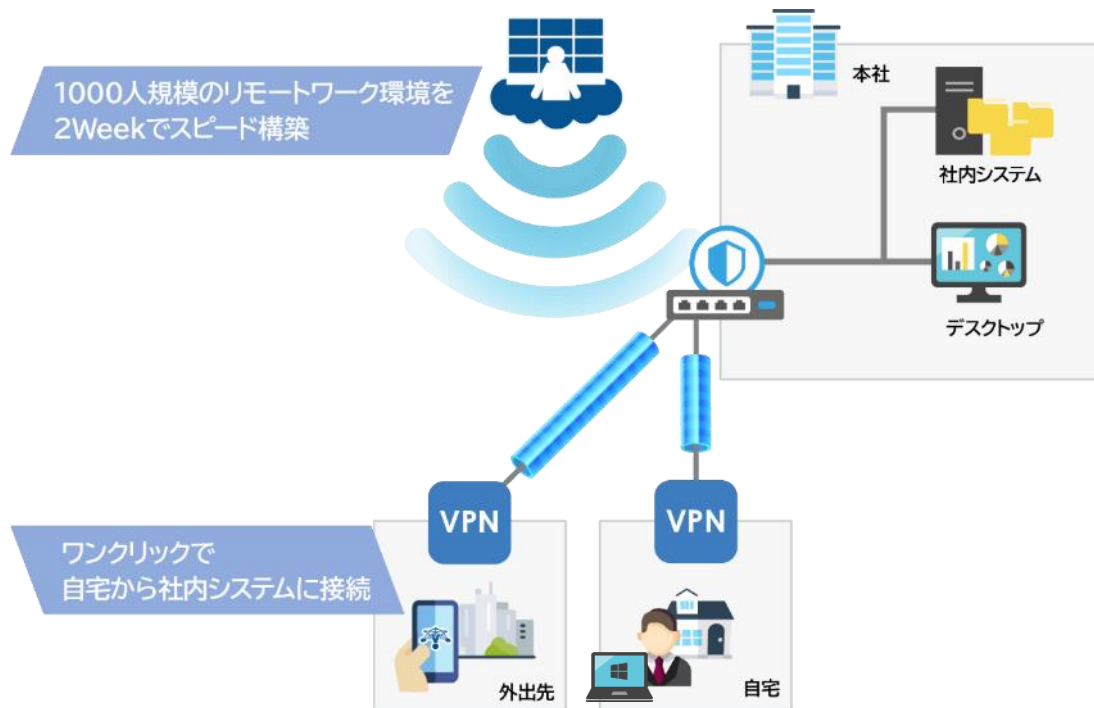 1000人規模のリモートワーク環境を
2Weekでスピード構築
本社
社内システム
デスクトップ
VPN
VPN
ワンクリックで
自宅から社内システムに接続
外出先
自宅